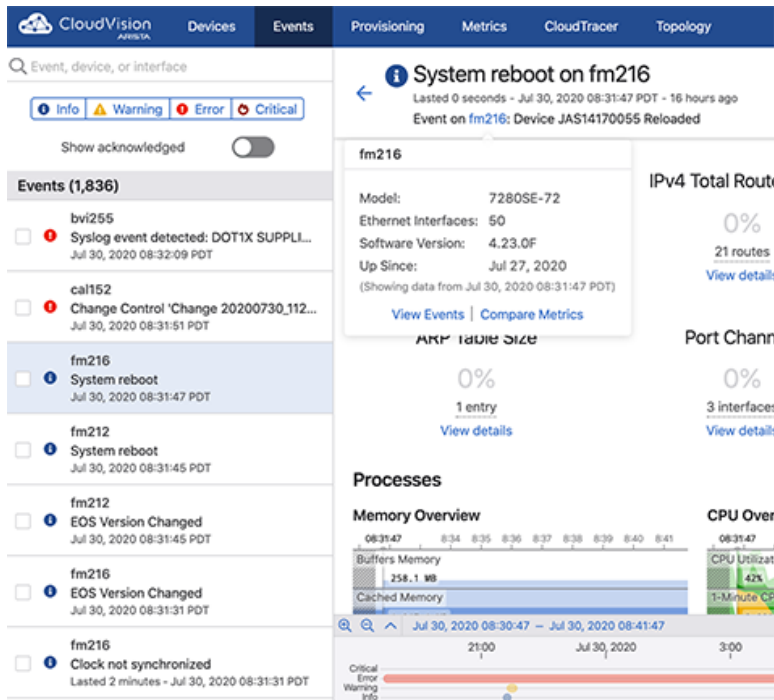 CloudVision
ARISTA
Devices
Events
Provisioning
Metrics
CloudTracer
Topology
Event, device, or interface
Info
Warning
Error
Critical
Show acknowledged
Events (1,836)
bvi255
Syslog event detected: DOT1X SUPPLI...
Jul 30, 2020 08:32:09 PDT
cal152
Change Control 'Change 20200730_112...
Jul 30, 2020 08:31:51 PDT
fm216
System reboot
Jul 30, 2020 08:31:47 PDT
fm212
System reboot
Jul 30, 2020 08:31:45 PDT
fm212
EOS Version Changed
Jul 30, 2020 08:31:45 PDT
fm216
EOS Version Changed
Jul 30, 2020 08:31:31 PDT
fm216
Clock not synchronized
Lasted 2 minutes - Jul 30, 2020 08:31:31 PDT
System reboot on fm216
Lasted 0 seconds - Jul 30, 2020 08:31:47 PDT - 16 hours ago
Event on fm216: Device JAS14170055 Reloaded
fm216
Model: 7280SE-72
Ethernet Interfaces: 50
Software Version: 4.23.0F
Up Since: Jul 27, 2020
(Showing data from Jul 30, 2020 08:31:47 PDT)
View Events | Compare Metrics
IPv4 Total Route
0%
21 routes
View details
ARP Table Size
0%
1 entry
View details
Port Chann
0%
3 interfaces
View details
Processes
Memory Overview
08:31:47 8:34 8:35 8:36 8:37 8:38 8:39 8:40 8:41
Buffers Memory
258.1 MB
Cached Memory
CPU Over
08:31:47
CPU Utilizat
42%
1-Minute CP
Jul 30, 2020 08:30:47 – Jul 30, 2020 08:41:47
21:00 Jul 30, 2020 3:00
Critical
Error
Warning
Info